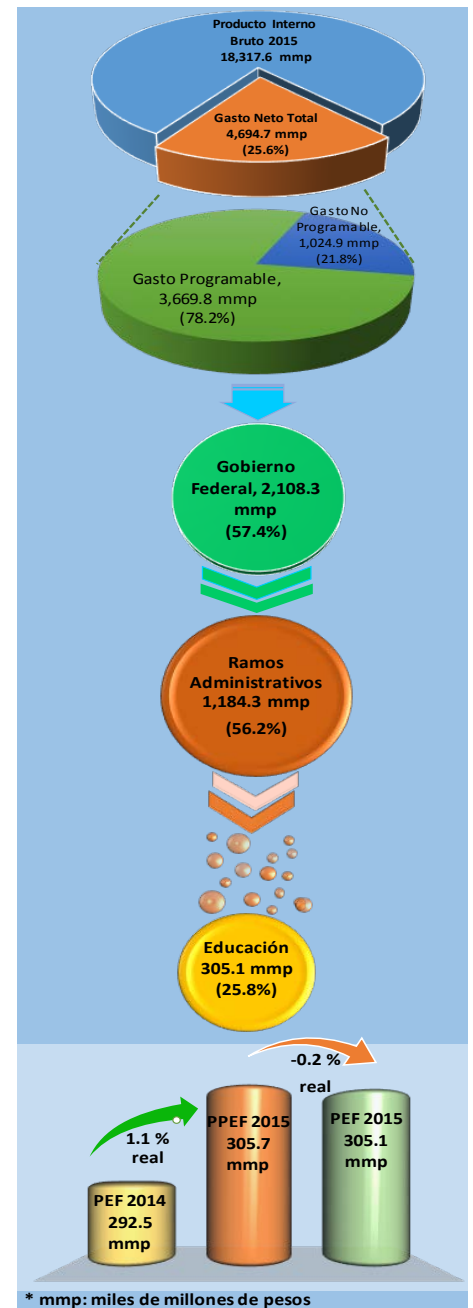 Producto Interno
Bruto 2015
18,317.6 mmp
Gasto Neto Total
4,694.7 mmp
(25.6%)
Gasto No
Programable,
1,024.9 mmp
(21.8%)
Gasto Programable,
3,669.8 mmp
(78.2%)
Gobierno
Federal, 2,108.3
mmp
(57.4%)
Ramos
Administrativos
1,184.3 mmp
(56.2%)
Educación
305.1 mmp
(25.8%)
-0.2 %
real
1.1 %
real
PEF 2014
292.5
mmp
PPEF 2015
305.7
mmp
PEF 2015
305.1
mmp
* mmp: miles de millones de pesos